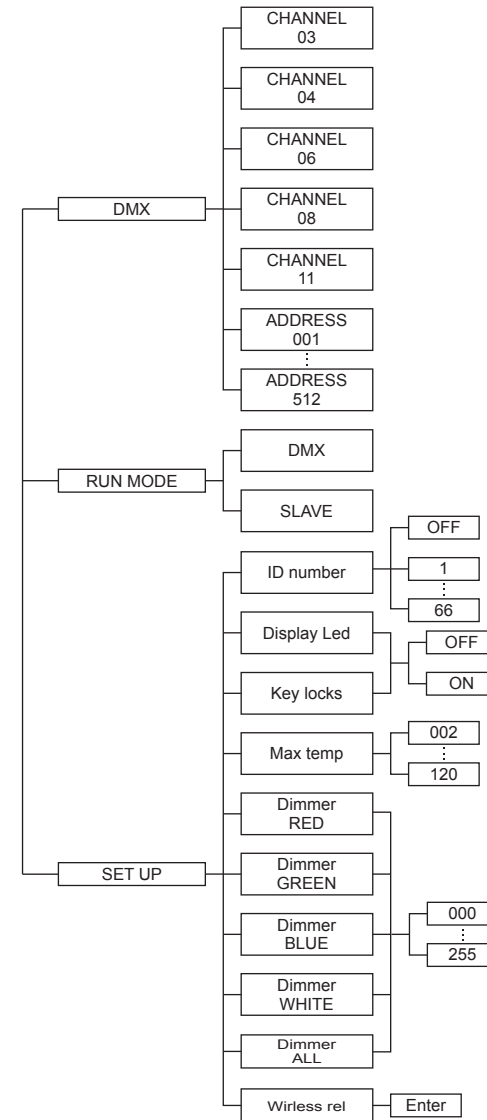 DMX
CHANNEL
03
CHANNEL
04
CHANNEL
06
CHANNEL
08
CHANNEL
11
ADDRESS
001
ADDRESS
512
RUN MODE
DMX
SLAVE
SET UP
ID number
OFF
1
66
Display Led
Key locks
OFF
ON
Max temp
002
120
Dimmer
RED
Dimmer
GREEN
Dimmer
BLUE
Dimmer
WHITE
Dimmer
ALL
000
255
Wirless rel
Enter